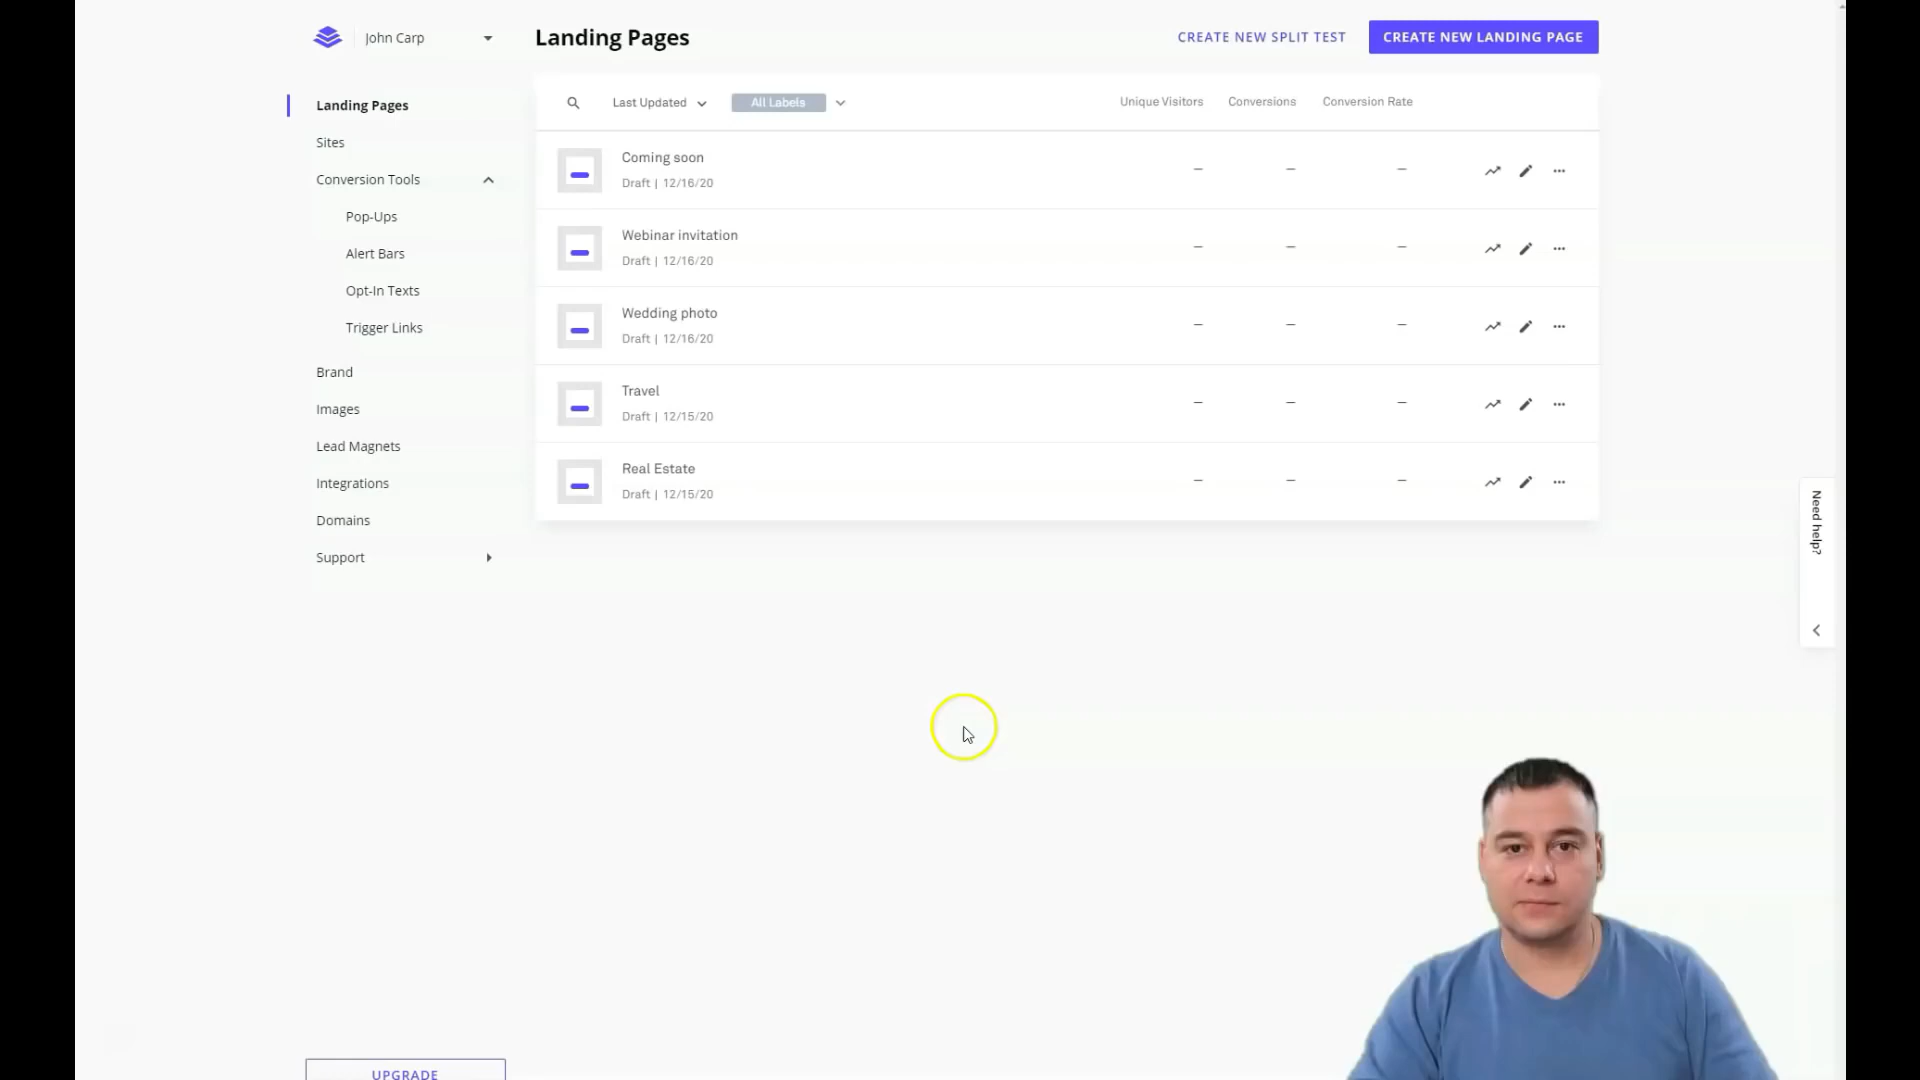 John Carp
Landing Pages
CREATE NEW SPLIT TEST
CREATE NEW LANDING PAGE
Landing Pages
Sites
Conversion Tools
Pop-Ups
Alert Bars
Opt-In Texts
Trigger Links
Brand
Images
Lead Magnets
Integrations
Domains
Support
UPGRADE
Last Updated
All Labels
Unique Visitors
Conversions
Conversion Rate
Coming soon
Draft | 12/16/20
– – –
Webinar invitation
Draft | 12/16/20
– – –
Wedding photo
Draft | 12/16/20
– – –
Travel
Draft | 12/15/20
– – –
Real Estate
Draft | 12/15/20
– – –
Need help?